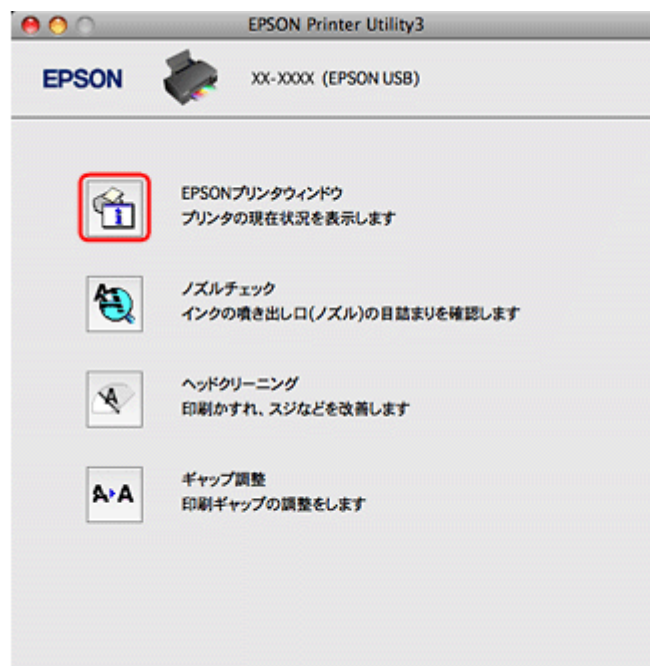 EPSON Printer Utility3
EPSON XX-XXXX (EPSON USB)
EPSONプリンタウィンドウ
プリンタの現在状況を表示します
ノズルチェック
インクの噴き出し口(ノズル)の目詰まりを確認します
ヘッドクリーニング
印刷かすれ、スジなどを改善します
ギャップ調整
印刷ギャップの調整をします